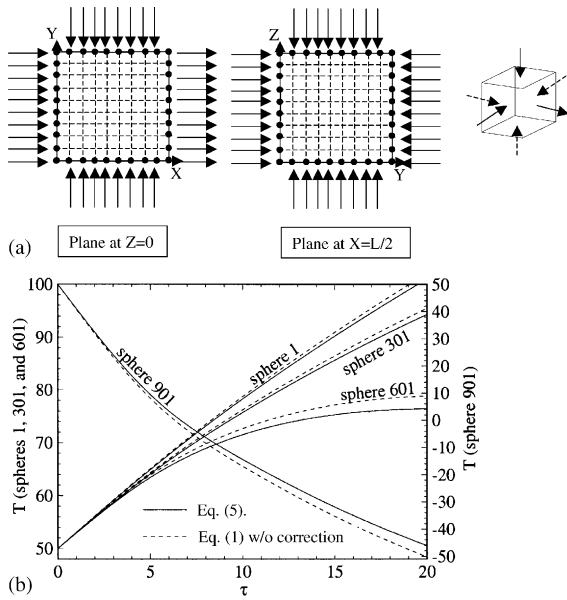 Y
X
Z
Y
(a)
Plane at Z=0
Plane at X=L/2
100
90
80
70
60
50
T (spheres 1, 301, and 601)
50
40
30
20
10
0
-10
-20
-30
-40
-50
T (sphere 901)
sphere 901
sphere 1
sphere 301
sphere 601
Eq. (5).
Eq. (1) w/o correction
0
5
10
15
20
τ
(b)